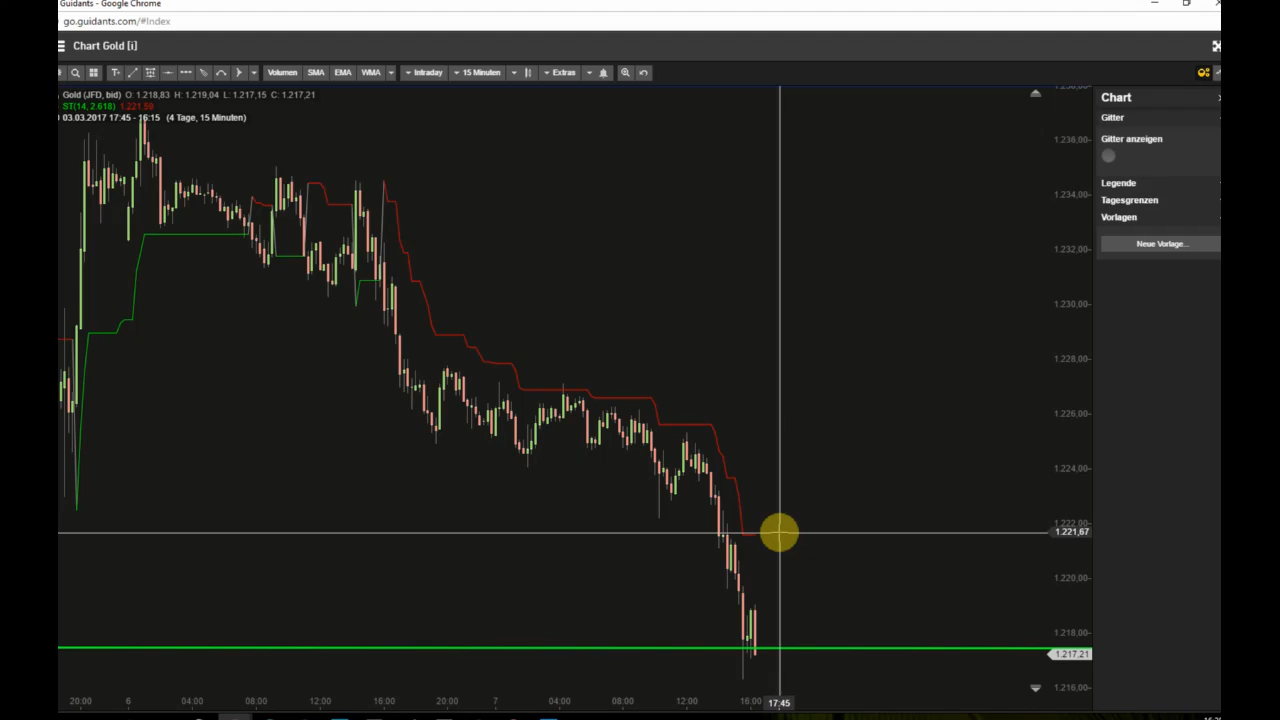 Guidants - Google Chrome
go.guidants.com/#Index
Chart Gold [i]
T+ Volumen SMA EMA WMA Intraday 15 Minuten Extras
Gold (JFD, bid) O: 1.218,83 H: 1.219,04 L: 1.217,15 C: 1.217,21
ST(14, 2.618) 1.221,59
03.03.2017 17:45 - 16:15 (4 Tage, 15 Minuten)
Chart
Gitter
Gitter anzeigen
Legende
Tagesgrenzen
Vorlagen
Neue Vorlage...
1.236,00
1.234,00
1.232,00
1.230,00
1.228,00
1.226,00
1.224,00
1.222,00
1.221,67
1.220,00
1.218,00
1.217,21
1.216,00
20:00 6 04:00 08:00 12:00 16:00 20:00 7 04:00 08:00 12:00 16:00 17:45